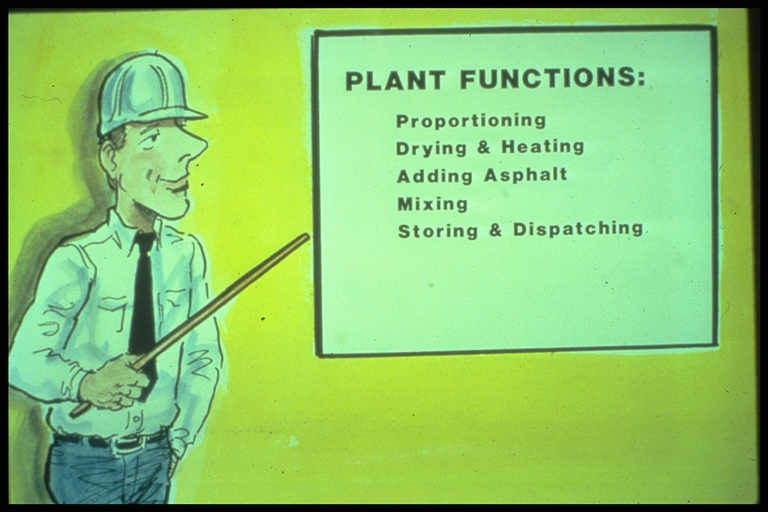 PLANT FUNCTIONS:
Proportioning
Drying & Heating
Adding Asphalt
Mixing
Storing & Dispatching